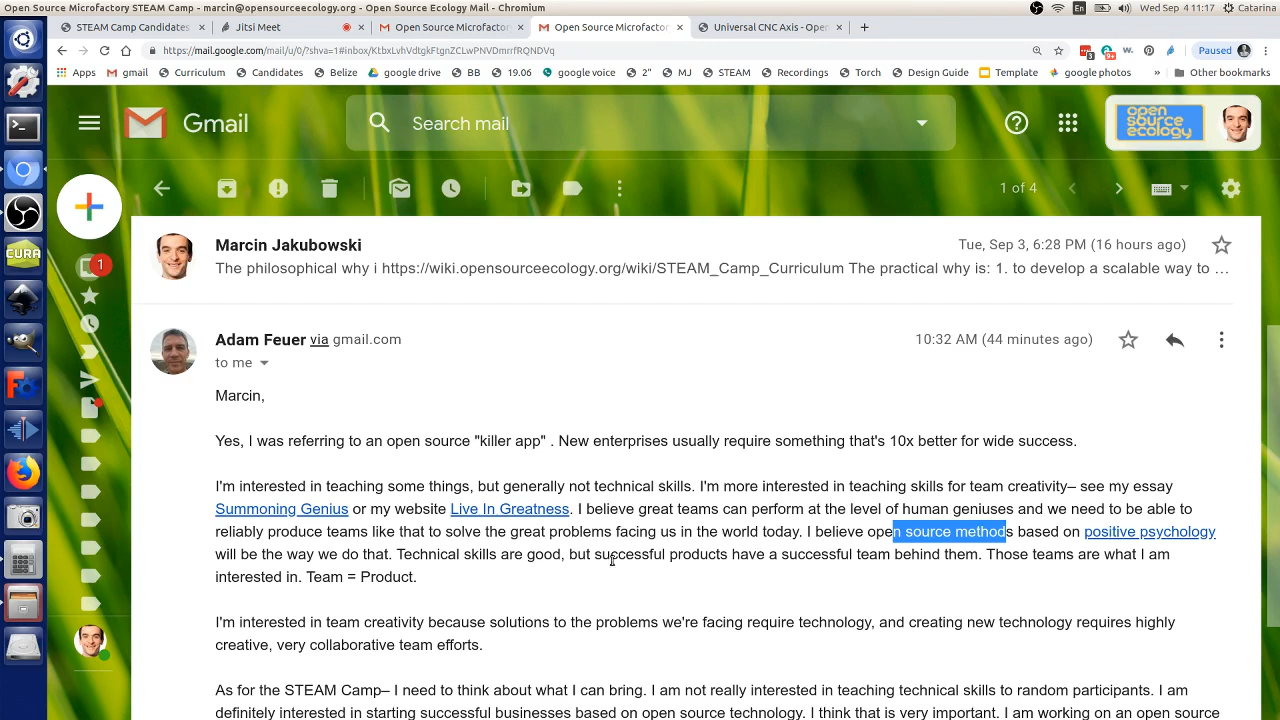 Open Source Microfactory STEAM Camp - marcin@opensourceecology.org - Open Source Ecology Mail - Chromium
En
Wed Sep 4 11:17
Catarina
STEAM Camp Candidates
Jitsi Meet
Open Source Microfacto
Open Source Microfacto
Universal CNC Axis - Ope
https://mail.google.com/mail/u/0/?shva=1#inbox/KtbxLvhVdtgkFtgnZCLwPNVDmrrfRQNDVq
Paused
Apps
gmail
Curriculum
Candidates
Belize
google drive
BB
19.06
google voice
2"
MJ
STEAM
Recordings
Torch
Design Guide
Template
google photos
»
Other bookmarks
Gmail
Search mail
open source ecology
1 of 4
CURA
1
Marcin Jakubowski
Tue, Sep 3, 6:28 PM (16 hours ago)
The philosophical why i https://wiki.opensourceecology.org/wiki/STEAM_Camp_Curriculum The practical why is: 1. to develop a scalable way to …
Adam Feuer via gmail.com
10:32 AM (44 minutes ago)
to me
Marcin,
Yes, I was referring to an open source "killer app" . New enterprises usually require something that's 10x better for wide success.
I'm interested in teaching some things, but generally not technical skills. I'm more interested in teaching skills for team creativity– see my essay
Summoning Genius or my website Live In Greatness. I believe great teams can perform at the level of human geniuses and we need to be able to
reliably produce teams like that to solve the great problems facing us in the world today. I believe open source methods based on positive psychology
will be the way we do that. Technical skills are good, but successful products have a successful team behind them. Those teams are what I am
interested in. Team = Product.
I'm interested in team creativity because solutions to the problems we're facing require technology, and creating new technology requires highly
creative, very collaborative team efforts.
As for the STEAM Camp– I need to think about what I can bring. I am not really interested in teaching technical skills to random participants. I am
definitely interested in starting successful businesses based on open source technology. I think that is very important. I am working on an open source